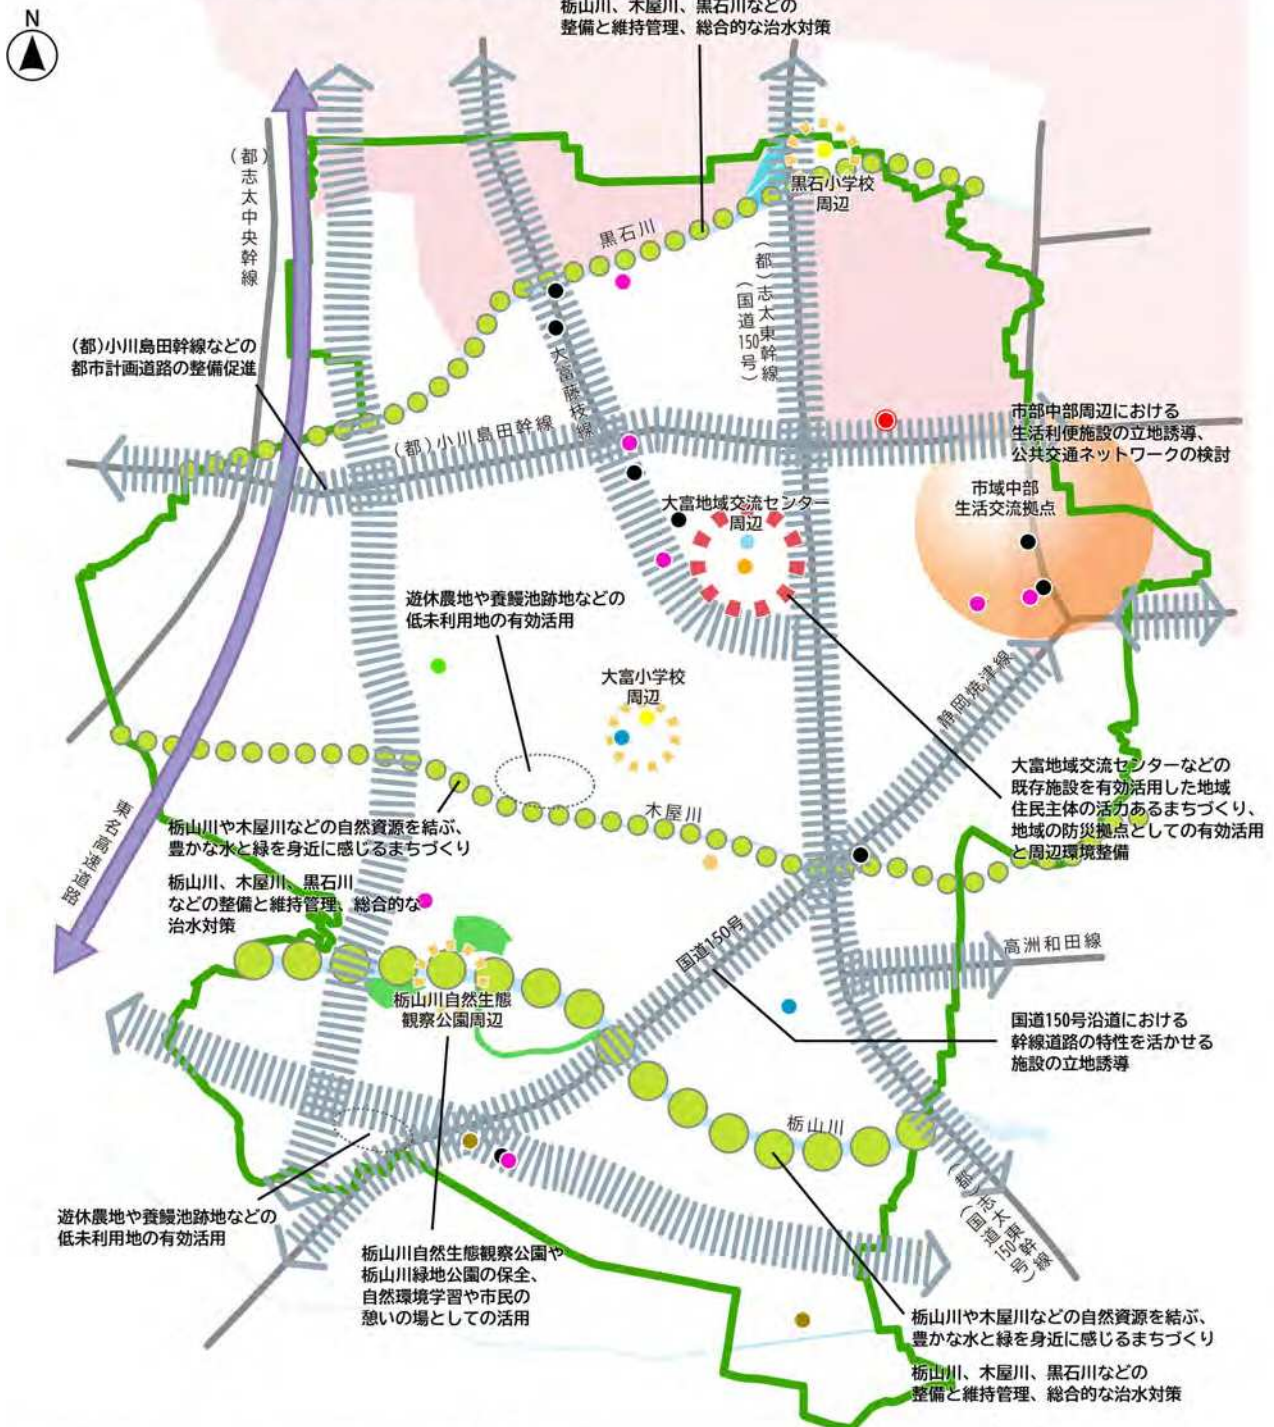 N
栃山川、木屋川、黒石川などの
整備と維持管理、総合的な治水対策
(都)志太中央幹線
黒石小学校
周辺
黒石川
(都)志太東幹線
(国道150号)
(都)小川島田幹線などの
都市計画道路の整備促進
大富藤枝線
(都)小川島田幹線
市部中部周辺における
生活利便施設の立地誘導、
公共交通ネットワークの検討
市域中部
生活交流拠点
大富地域交流センター
周辺
遊休農地や養鰻池跡地などの
低未利用地の有効活用
大富小学校
周辺
静岡焼津線
大富地域交流センターなどの
既存施設を有効活用した地域
住民主体の活力あるまちづくり、
地域の防災拠点としての有効活用
と周辺環境整備
木屋川
東名高速道路
栃山川や木屋川などの自然資源を結ぶ、
豊かな水と緑を身近に感じるまちづくり
栃山川、木屋川、黒石川
などの整備と維持管理、総合的な
治水対策
国道150号
高洲和田線
栃山川自然生態
観察公園周辺
国道150号沿道における
幹線道路の特性を活かせる
施設の立地誘導
栃山川
(都)志太東幹線
(国道150号)
遊休農地や養鰻池跡地などの
低未利用地の有効活用
栃山川自然生態観察公園や
栃山川緑地公園の保全、
自然環境学習や市民の
憩いの場としての活用
栃山川や木屋川などの自然資源を結ぶ、
豊かな水と緑を身近に感じるまちづくり
栃山川、木屋川、黒石川などの
整備と維持管理、総合的な治水対策